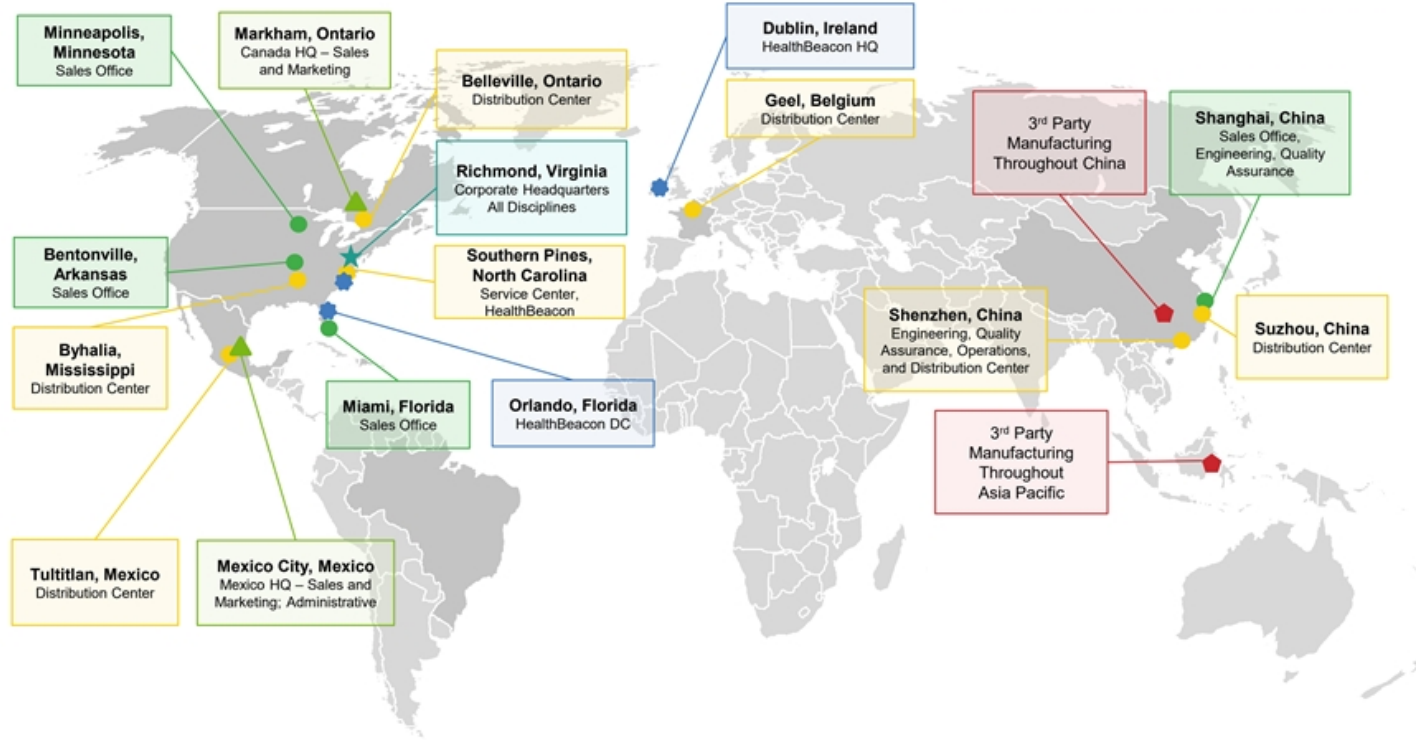 Minneapolis,
Minnesota
Sales Office
Markham, Ontario
Canada HQ – Sales
and Marketing
Belleville, Ontario
Distribution Center
Dublin, Ireland
HealthBeacon HQ
Geel, Belgium
Distribution Center
3rd Party
Manufacturing
Throughout China
Shanghai, China
Sales Office,
Engineering, Quality
Assurance
Richmond, Virginia
Corporate Headquarters
All Disciplines
Bentonville,
Arkansas
Sales Office
Southern Pines,
North Carolina
Service Center,
HealthBeacon
Shenzhen, China
Engineering, Quality
Assurance, Operations,
and Distribution Center
Suzhou, China
Distribution Center
Byhalia,
Mississippi
Distribution Center
Miami, Florida
Sales Office
Orlando, Florida
HealthBeacon DC
3rd Party
Manufacturing
Throughout
Asia Pacific
Tultitlan, Mexico
Distribution Center
Mexico City, Mexico
Mexico HQ – Sales and
Marketing; Administrative